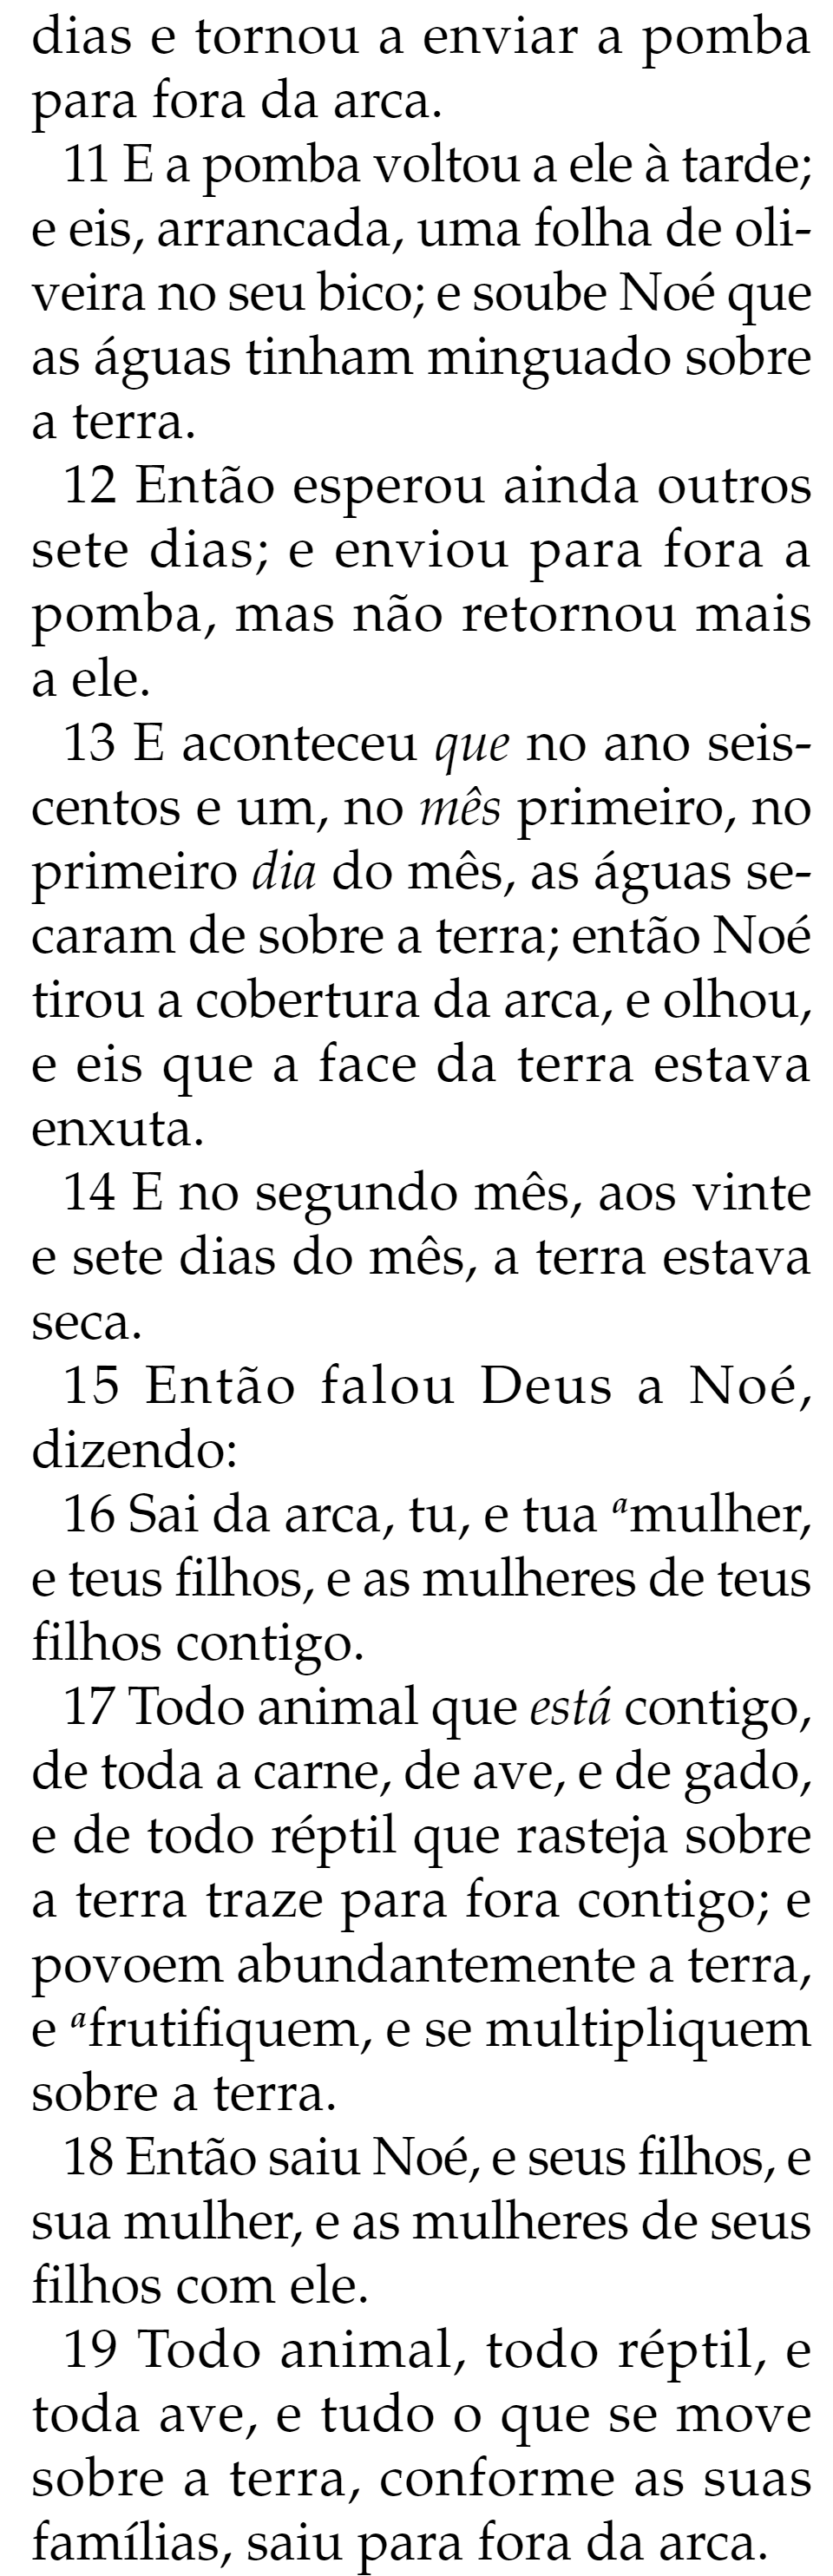 dias e tornou a enviar a pomba
para fora da arca.
11 E a pomba voltou a ele à tarde;
e eis, arrancada, uma folha de oli-
veira no seu bico; e soube Noé que
as águas tinham minguado sobre
a terra.
12 Então esperou ainda outros
sete dias; e enviou para fora a
pomba, mas não retornou mais
a ele.
13 E aconteceu que no ano seis-
centos e um, no mês primeiro, no
primeiro dia do mês, as águas se-
caram de sobre a terra; então Noé
tirou a cobertura da arca, e olhou,
e eis que a face da terra estava
enxuta.
14 E no segundo mês, aos vinte
e sete dias do mês, a terra estava
seca.
15 Então falou Deus a Noé,
dizendo:
16 Sai da arca, tu, e tua ᵃmulher,
e teus filhos, e as mulheres de teus
filhos contigo.
17 Todo animal que está contigo,
de toda a carne, de ave, e de gado,
e de todo réptil que rasteja sobre
a terra traze para fora contigo; e
povoem abundantemente a terra,
e ᵃfrutifiquem, e se multipliquem
sobre a terra.
18 Então saiu Noé, e seus filhos, e
sua mulher, e as mulheres de seus
filhos com ele.
19 Todo animal, todo réptil, e
toda ave, e tudo o que se move
sobre a terra, conforme as suas
famílias, saiu para fora da arca.